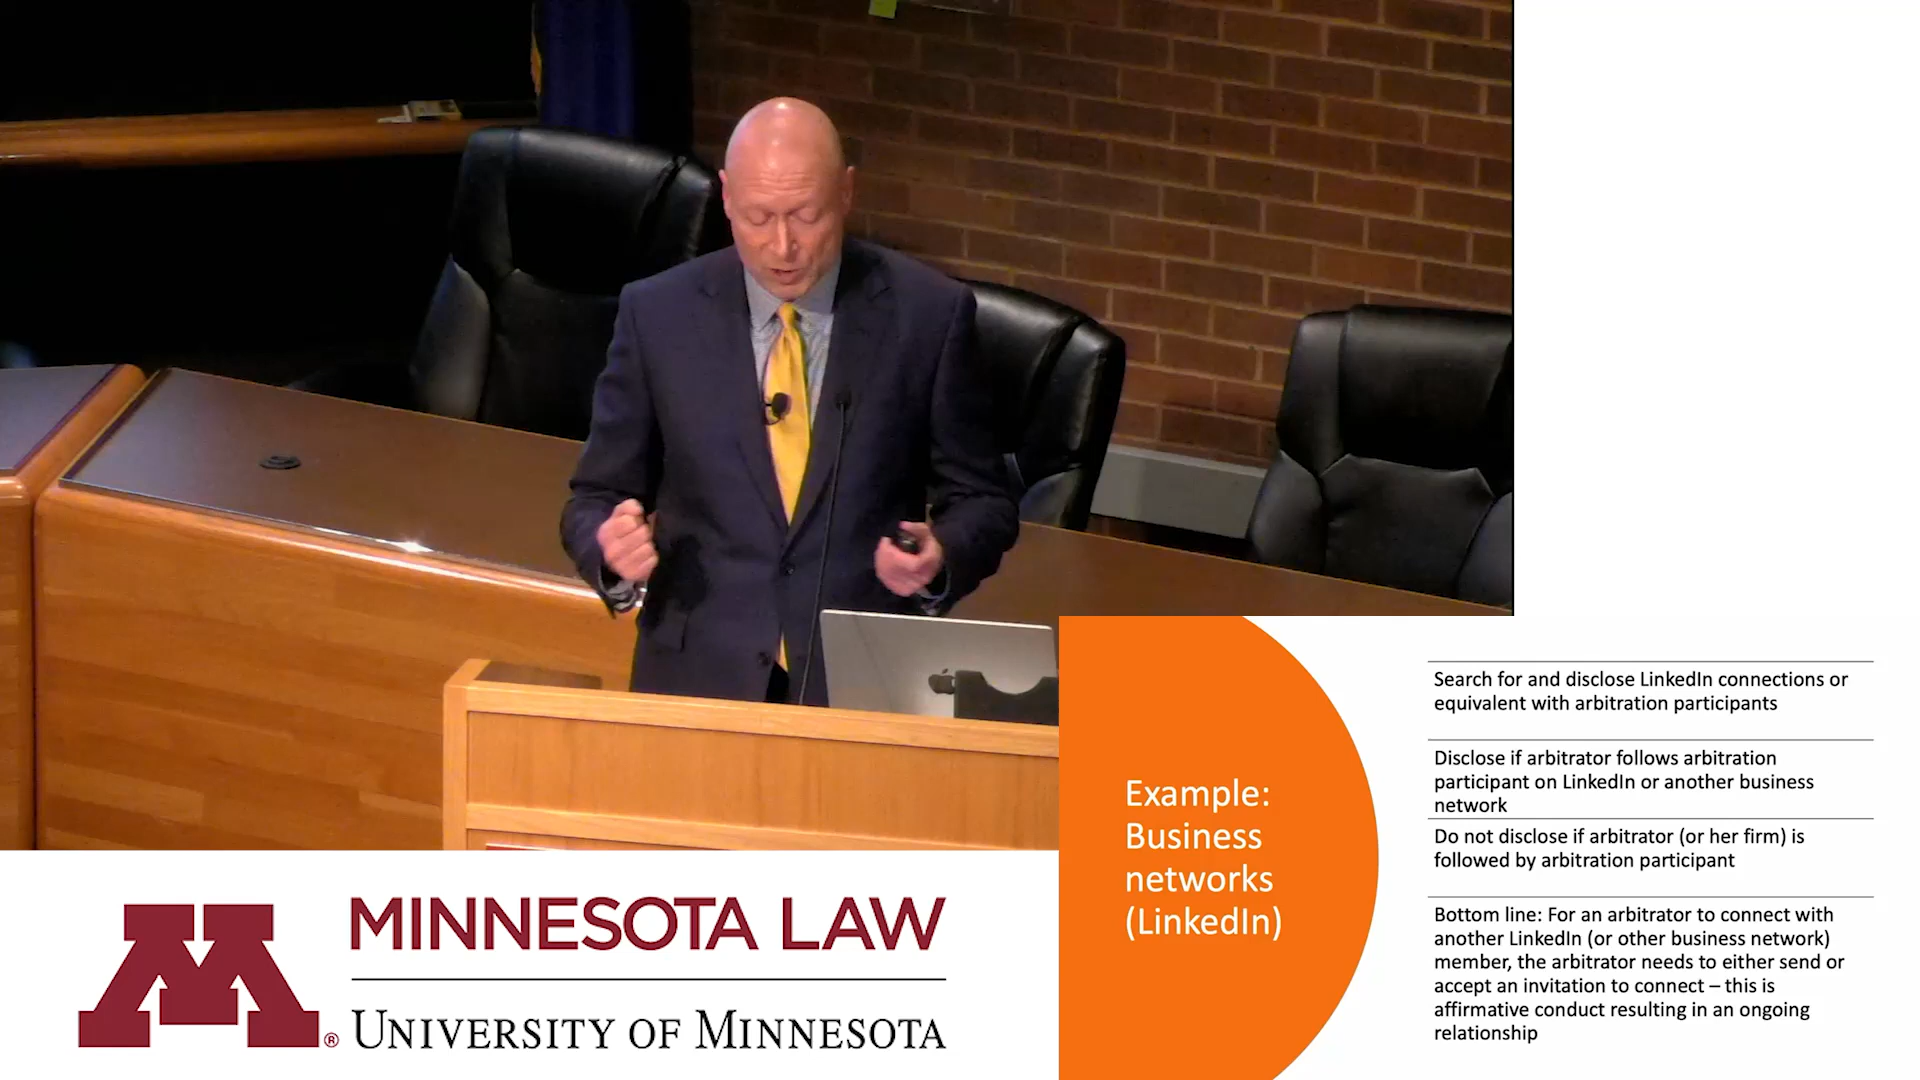 Example:
Business
networks
(LinkedIn)
Search for and disclose LinkedIn connections or
equivalent with arbitration participants
Disclose if arbitrator follows arbitration
participant on LinkedIn or another business
network
Do not disclose if arbitrator (or her firm) is
followed by arbitration participant
Bottom line: For an arbitrator to connect with
another LinkedIn (or other business network)
member, the arbitrator needs to either send or
accept an invitation to connect – this is
affirmative conduct resulting in an ongoing
relationship
M®
MINNESOTA LAW
UNIVERSITY OF MINNESOTA